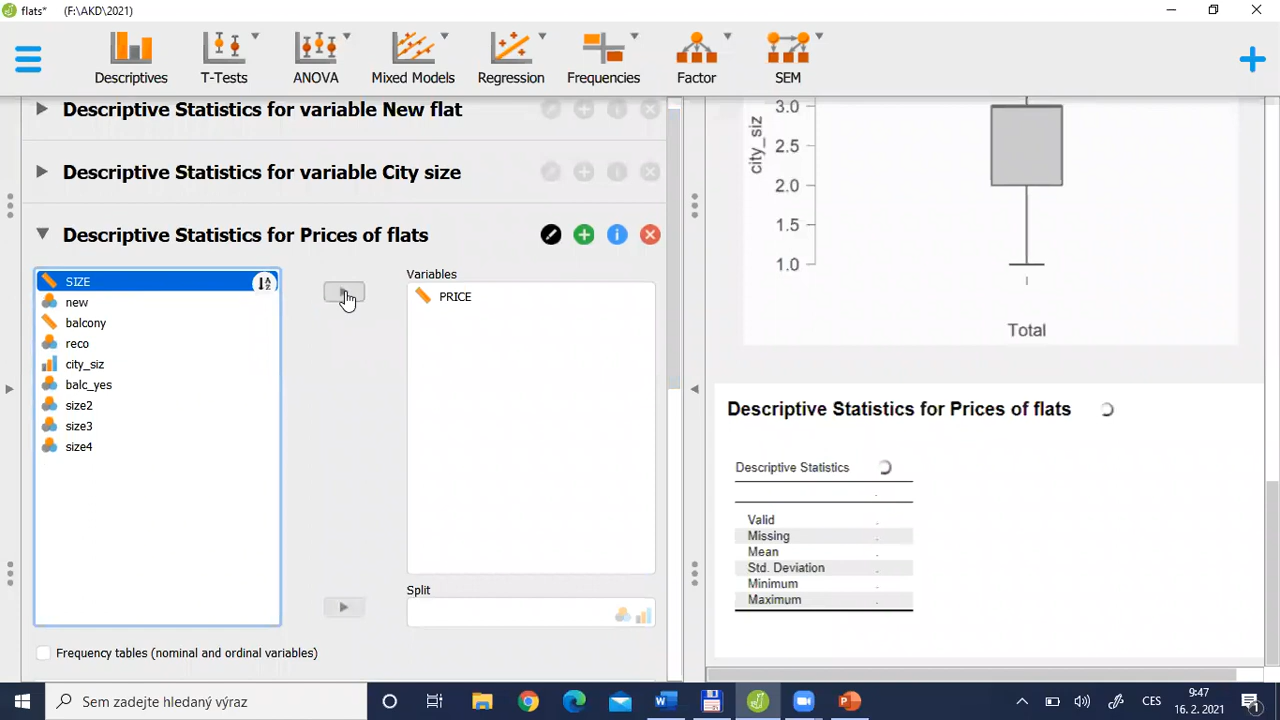 flats* (F:\AKD\2021)
Descriptives
T-Tests
ANOVA
Mixed Models
Regression
Frequencies
Factor
SEM
Descriptive Statistics for variable New flat
Descriptive Statistics for variable City size
Descriptive Statistics for Prices of flats
SIZE
new
balcony
reco
city_siz
balc_yes
size2
size3
size4
Variables
PRICE
Split
Frequency tables (nominal and ordinal variables)
city_siz
3.0
2.5
2.0
1.5
1.0
Total
Descriptive Statistics for Prices of flats
Descriptive Statistics
Valid .
Missing .
Mean .
Std. Deviation .
Minimum .
Maximum .
Sem zadejte hledaný výraz
CES
9:47
16. 2. 2021
1